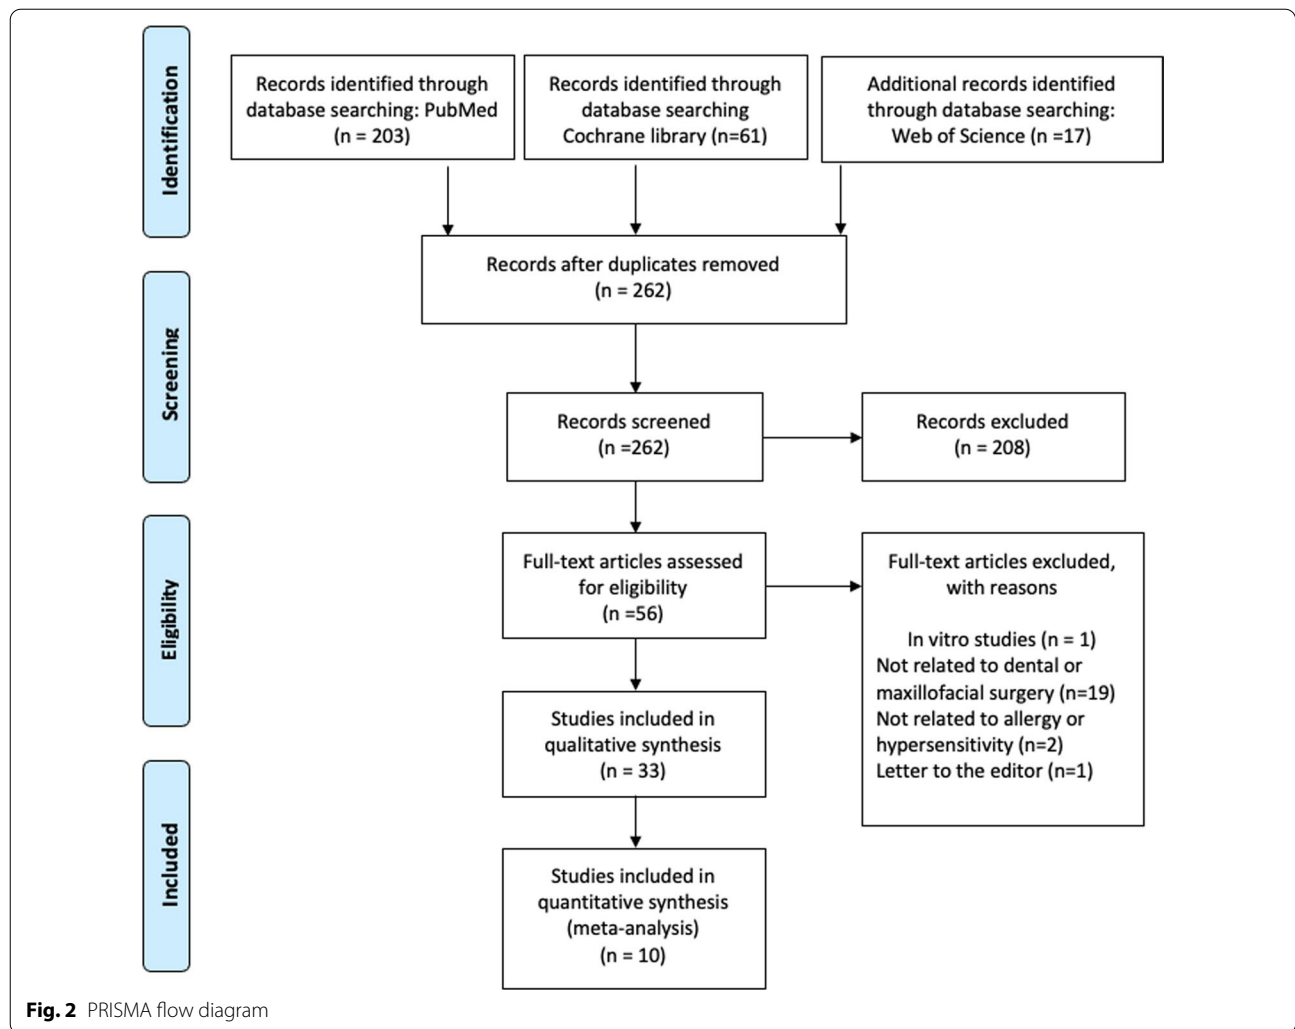 Identification
Records identified through
database searching: PubMed
(n = 203)
Records identified through
database searching
Cochrane library (n=61)
Additional records identified
through database searching:
Web of Science (n =17)
Records after duplicates removed
(n = 262)
Screening
Records screened
(n =262)
Records excluded
(n = 208)
Eligibility
Full-text articles assessed
for eligibility
(n =56)
Full-text articles excluded,
with reasons
In vitro studies (n = 1)
Not related to dental or
maxillofacial surgery (n=19)
Not related to allergy or
hypersensitivity (n=2)
Letter to the editor (n=1)
Studies included in
qualitative synthesis
(n = 33)
Included
Studies included in
quantitative synthesis
(meta-analysis)
(n = 10)
Fig. 2 PRISMA flow diagram